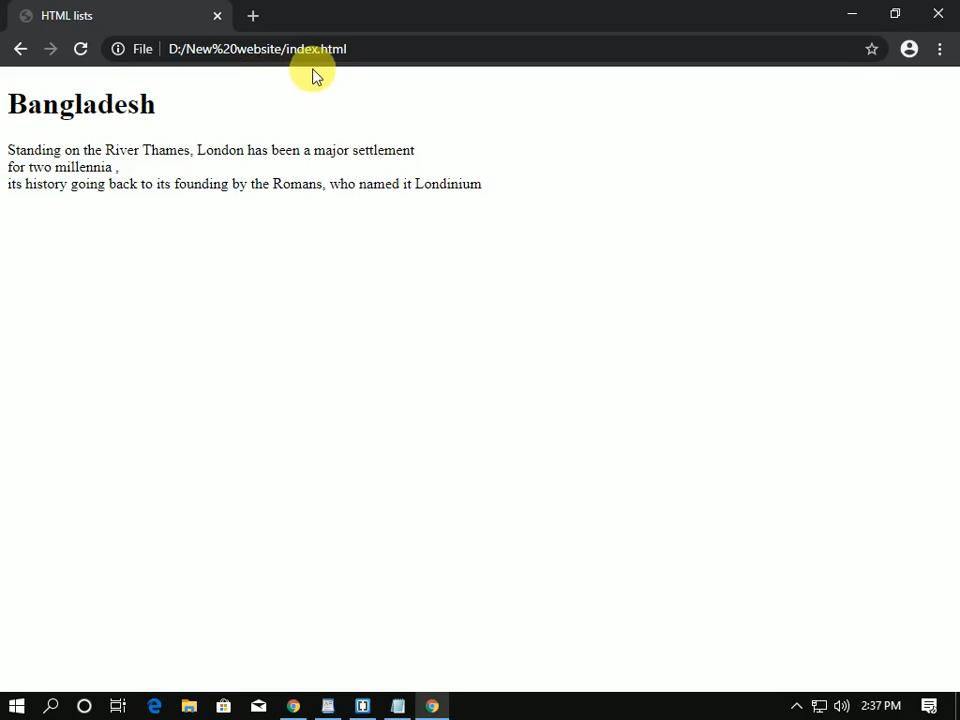 HTML lists
File
D:/New%20website/index.html
Bangladesh
Standing on the River Thames, London has been a major settlement
for two millennia ,
its history going back to its founding by the Romans, who named it Londinium
2:37 PM